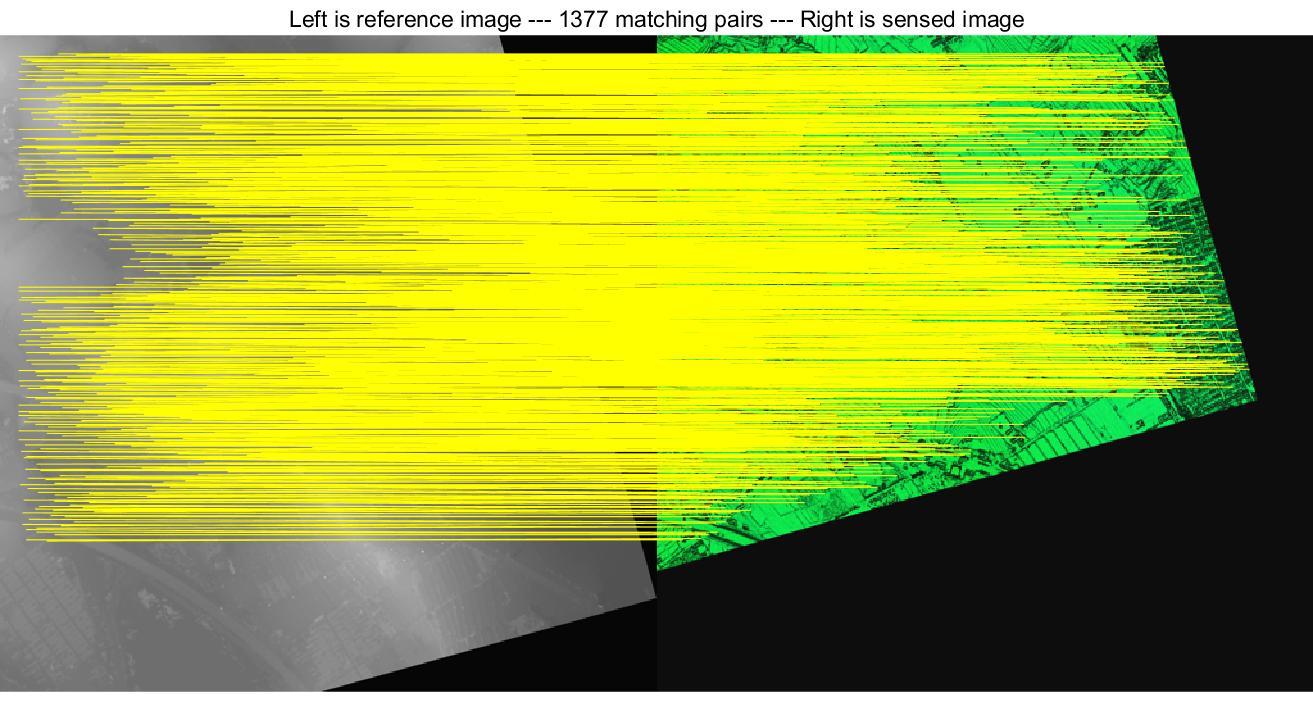 Left is reference image --- 1377 matching pairs --- Right is sensed image